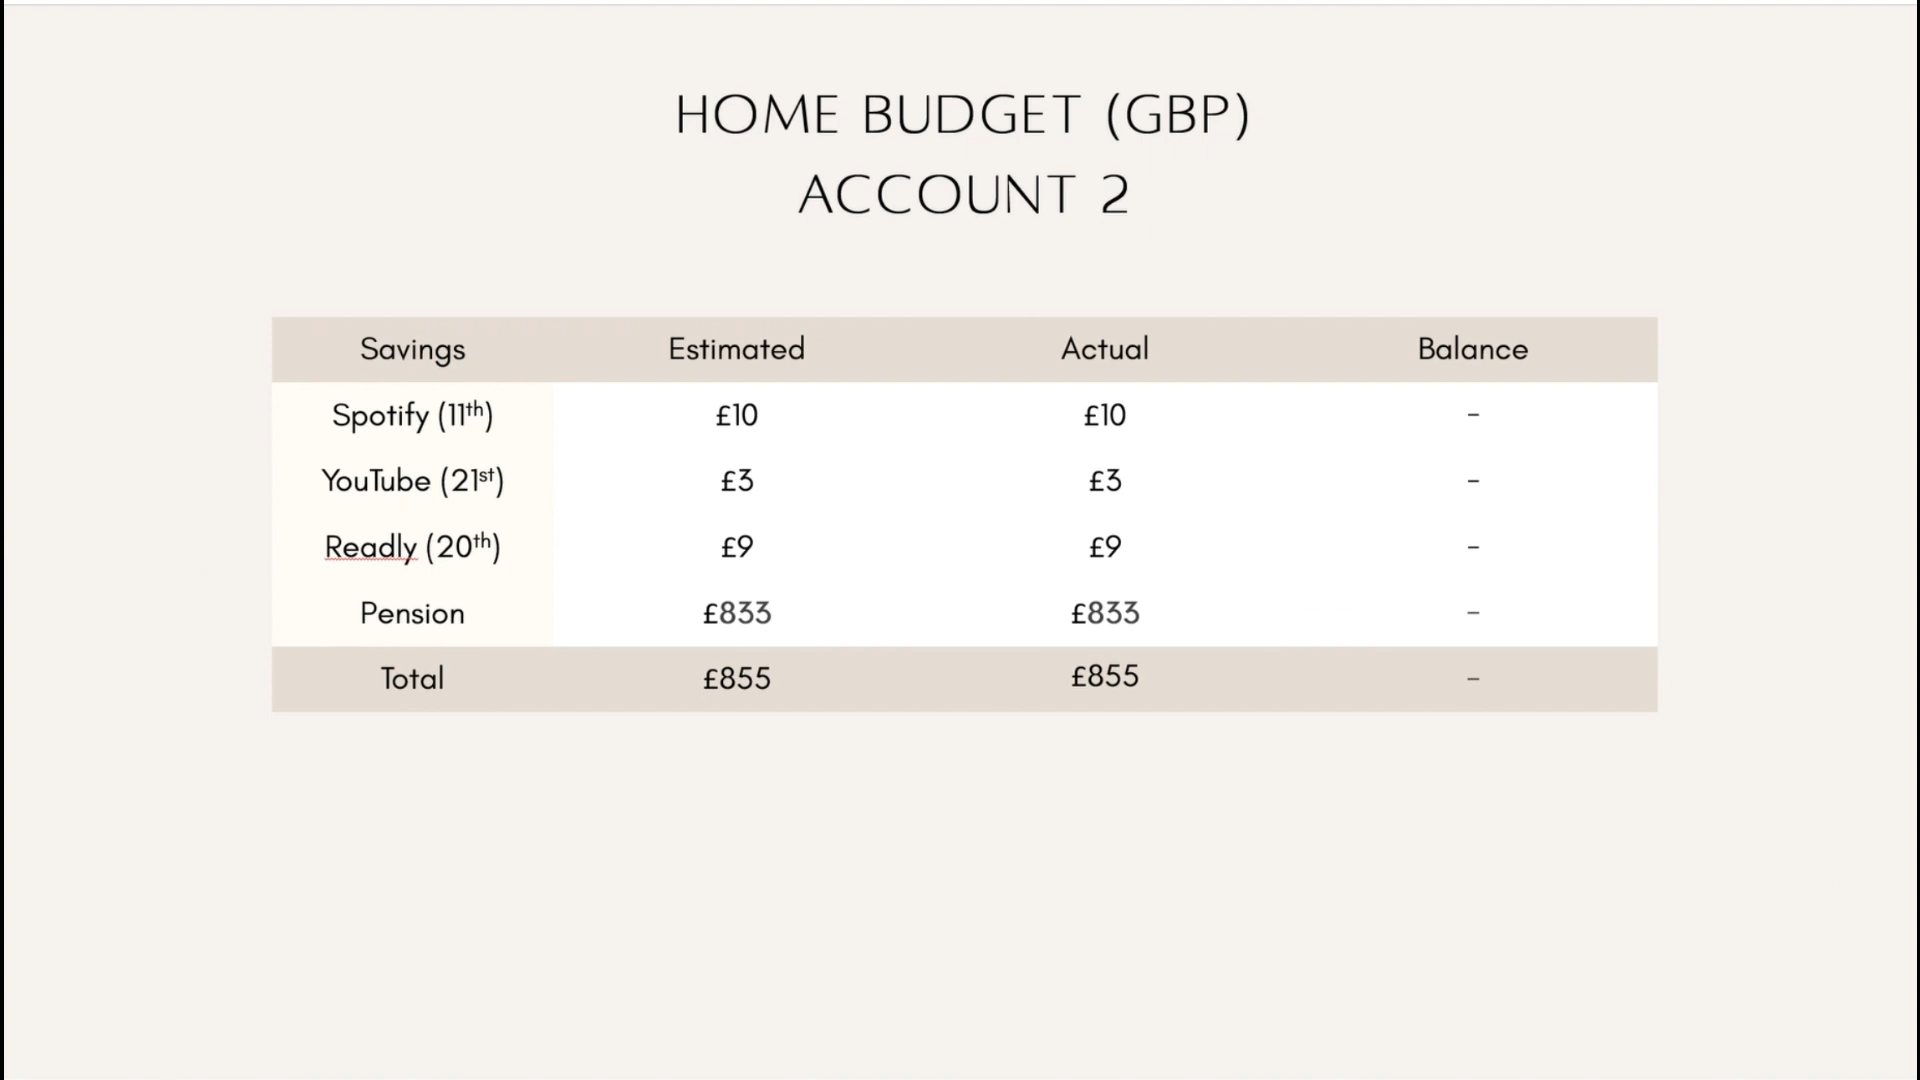 HOME BUDGET (GBP)
ACCOUNT 2
Savings Estimated Actual Balance
Spotify (11th) £10 £10 -
YouTube (21st) £3 £3 -
Readly (20th) £9 £9 -
Pension £833 £833 -
Total £855 £855 -